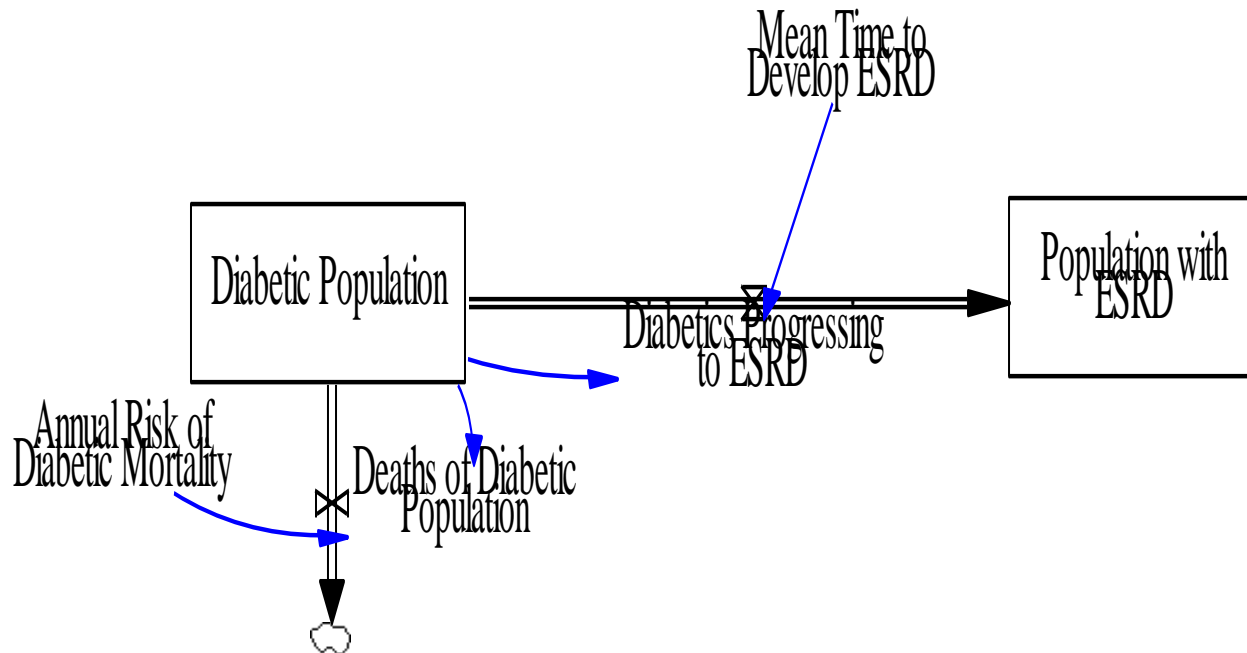 Mean Time to
Develop ESRD
Diabetic Population
Population with
ESRD
Diabetics Progressing
to ESRD
Annual Risk of
Diabetic Mortality
Deaths of Diabetic
Population